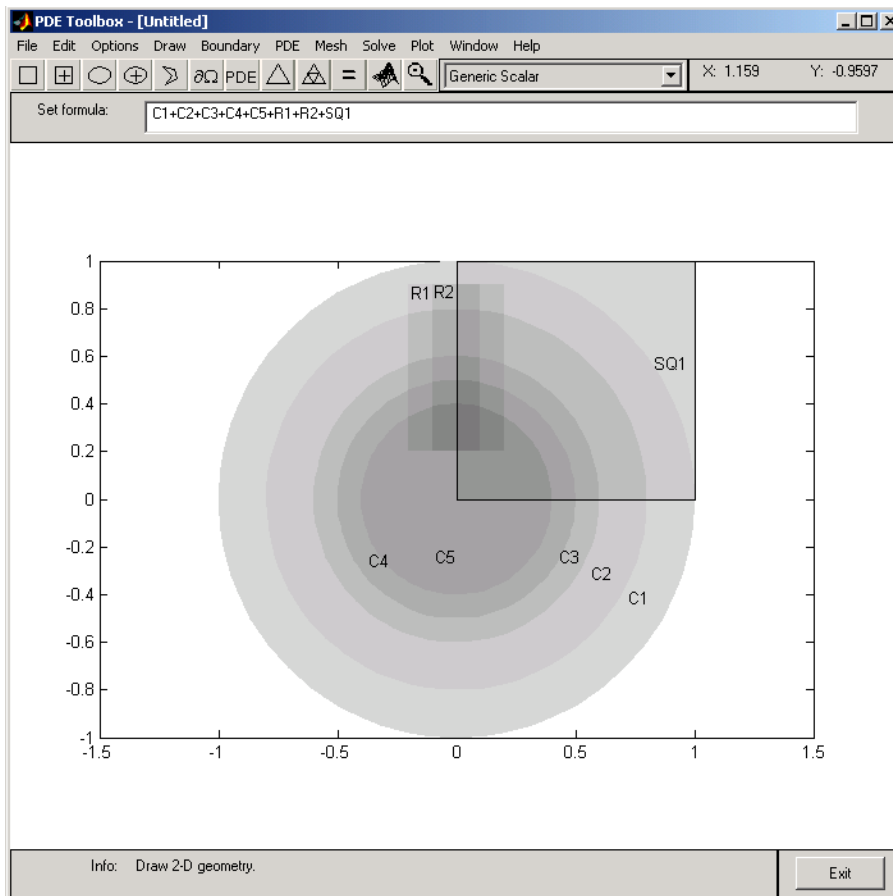 PDE Toolbox - [Untitled]
File Edit Options Draw Boundary PDE Mesh Solve Plot Window Help
∂Ω PDE = Generic Scalar X: 1.159 Y: -0.9597
Set formula: C1+C2+C3+C4+C5+R1+R2+SQ1
1
0.8
0.6
0.4
0.2
0
-0.2
-0.4
-0.6
-0.8
-1
R1 R2
SQ1
C4 C5 C3
C2
C1
-1.5 -1 -0.5 0 0.5 1 1.5
Info: Draw 2-D geometry.
Exit